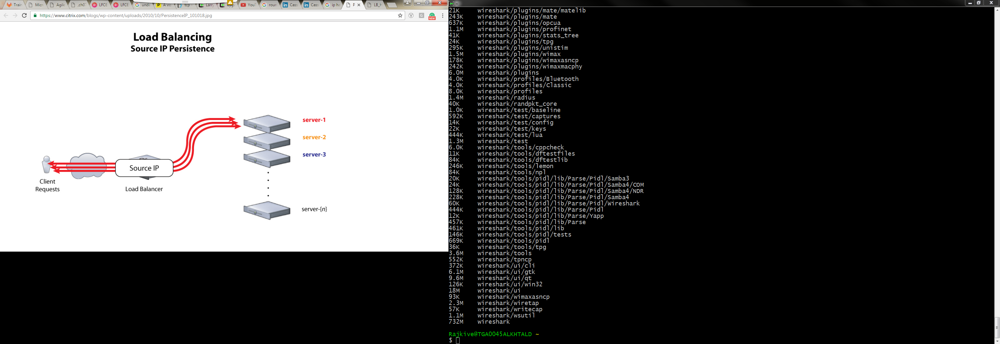 Train
Micr
Agile
,ch07
LFCE
LFCE
unde
A vis
tcp -
Larry
cygw
YouT
roun
Cass
Cass
ip ha
P
LB_H
https://www.citrix.com/blogs/wp-content/uploads/2010/10/PersistenceIP_101018.jpg
NEW
Load Balancing
Source IP Persistence
server-1
server-2
server-3
Source IP
Client
Requests
Load Balancer
server-{n}
21K wireshark/plugins/mate/matelib
243K wireshark/plugins/mate
637K wireshark/plugins/opcua
1.1M wireshark/plugins/profinet
41K wireshark/plugins/stats_tree
24K wireshark/plugins/tpg
295K wireshark/plugins/unistim
1.5M wireshark/plugins/wimax
178K wireshark/plugins/wimaxasncp
242K wireshark/plugins/wimaxmacphy
6.0M wireshark/plugins
4.0K wireshark/profiles/Bluetooth
4.0K wireshark/profiles/Classic
8.0K wireshark/profiles
1.4M wireshark/radius
40K wireshark/randpkt_core
1.0K wireshark/test/baseline
592K wireshark/test/captures
14K wireshark/test/config
22K wireshark/test/keys
444K wireshark/test/lua
1.3M wireshark/test
6.0K wireshark/tools/cppcheck
11K wireshark/tools/dftestfiles
84K wireshark/tools/dftestlib
246K wireshark/tools/lemon
84K wireshark/tools/npl
20K wireshark/tools/pidl/lib/Parse/Pidl/Samba3
24K wireshark/tools/pidl/lib/Parse/Pidl/Samba4/COM
128K wireshark/tools/pidl/lib/Parse/Pidl/Samba4/NDR
228K wireshark/tools/pidl/lib/Parse/Pidl/Samba4
60K wireshark/tools/pidl/lib/Parse/Pidl/Wireshark
444K wireshark/tools/pidl/lib/Parse/Pidl
12K wireshark/tools/pidl/lib/Parse/Yapp
457K wireshark/tools/pidl/lib/Parse
461K wireshark/tools/pidl/lib
146K wireshark/tools/pidl/tests
669K wireshark/tools/pidl
36K wireshark/tools/tpg
3.6M wireshark/tools
552K wireshark/tpncp
372K wireshark/ui/cli
6.1M wireshark/ui/gtk
9.6M wireshark/ui/qt
126K wireshark/ui/win32
18M wireshark/ui
93K wireshark/wimaxasncp
2.3M wireshark/wiretap
57K wireshark/writecap
1.1M wireshark/wsutil
732M wireshark
Rajkive@TGA0045ALKHTALD ~
$